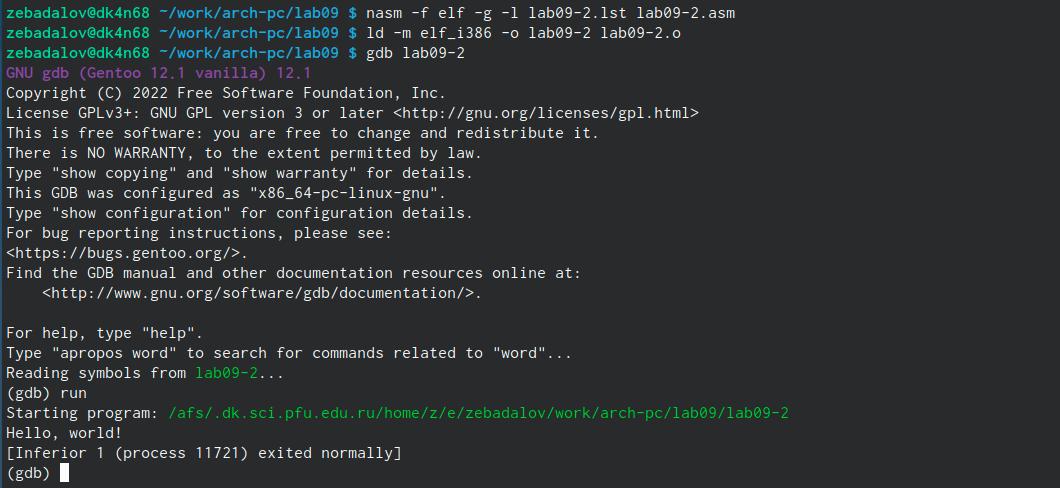 zebadalov@dk4n68 ~/work/arch-pc/lab09 $ nasm -f elf -g -l lab09-2.lst lab09-2.asm
zebadalov@dk4n68 ~/work/arch-pc/lab09 $ ld -m elf_i386 -o lab09-2 lab09-2.o
zebadalov@dk4n68 ~/work/arch-pc/lab09 $ gdb lab09-2
GNU gdb (Gentoo 12.1 vanilla) 12.1
Copyright (C) 2022 Free Software Foundation, Inc.
License GPLv3+: GNU GPL version 3 or later <http://gnu.org/licenses/gpl.html>
This is free software: you are free to change and redistribute it.
There is NO WARRANTY, to the extent permitted by law.
Type "show copying" and "show warranty" for details.
This GDB was configured as "x86_64-pc-linux-gnu".
Type "show configuration" for configuration details.
For bug reporting instructions, please see:
<https://bugs.gentoo.org/>.
Find the GDB manual and other documentation resources online at:
    <http://www.gnu.org/software/gdb/documentation/>.

For help, type "help".
Type "apropos word" to search for commands related to "word"...
Reading symbols from lab09-2...
(gdb) run
Starting program: /afs/.dk.sci.pfu.edu.ru/home/z/e/zebadalov/work/arch-pc/lab09/lab09-2
Hello, world!
[Inferior 1 (process 11721) exited normally]
(gdb)